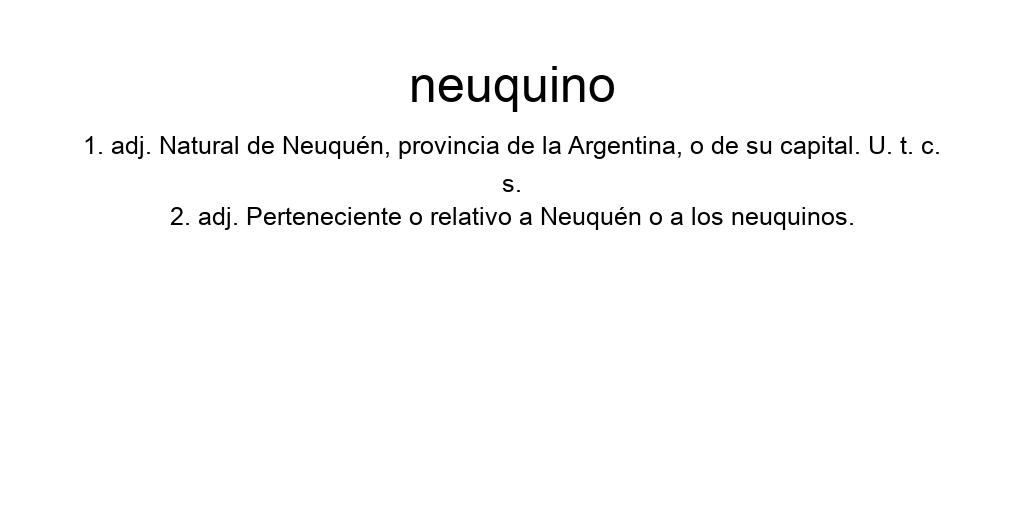 neuquino
1. adj. Natural de Neuquén, provincia de la Argentina, o de su capital. U. t. c.
s.
2. adj. Perteneciente o relativo a Neuquén o a los neuquinos.